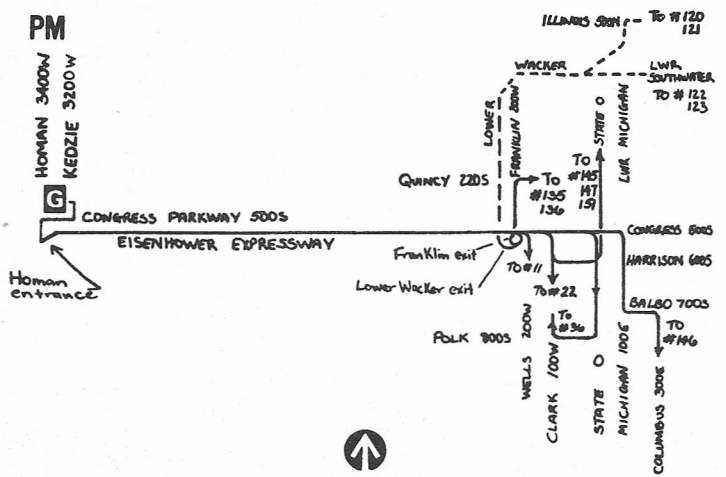 PM
HOMAN 3400W
KEDZIE 3200W
G
CONGRESS PARKWAY 500S
EISENHOWER EXPRESSWAY
Homan
entrance
ILLINOIS 500N
To #120
121
WACKER
LWR
SOUTHWATER
To #122
123
LOWER
FRANKLIN 300W
STATE 0
LWR MICHIGAN
QUINCY 220S
To
#135
136
To
#145
147
151
CONGRESS 500S
HARRISON 600S
BALBO 700S
Franklin exit
Lower Wacker exit
To #11
To #22
To
#36
To
#146
POLK 800S
WELLS 200W
CLARK 100W
STATE 0
MICHIGAN 100E
COLUMBUS 300E